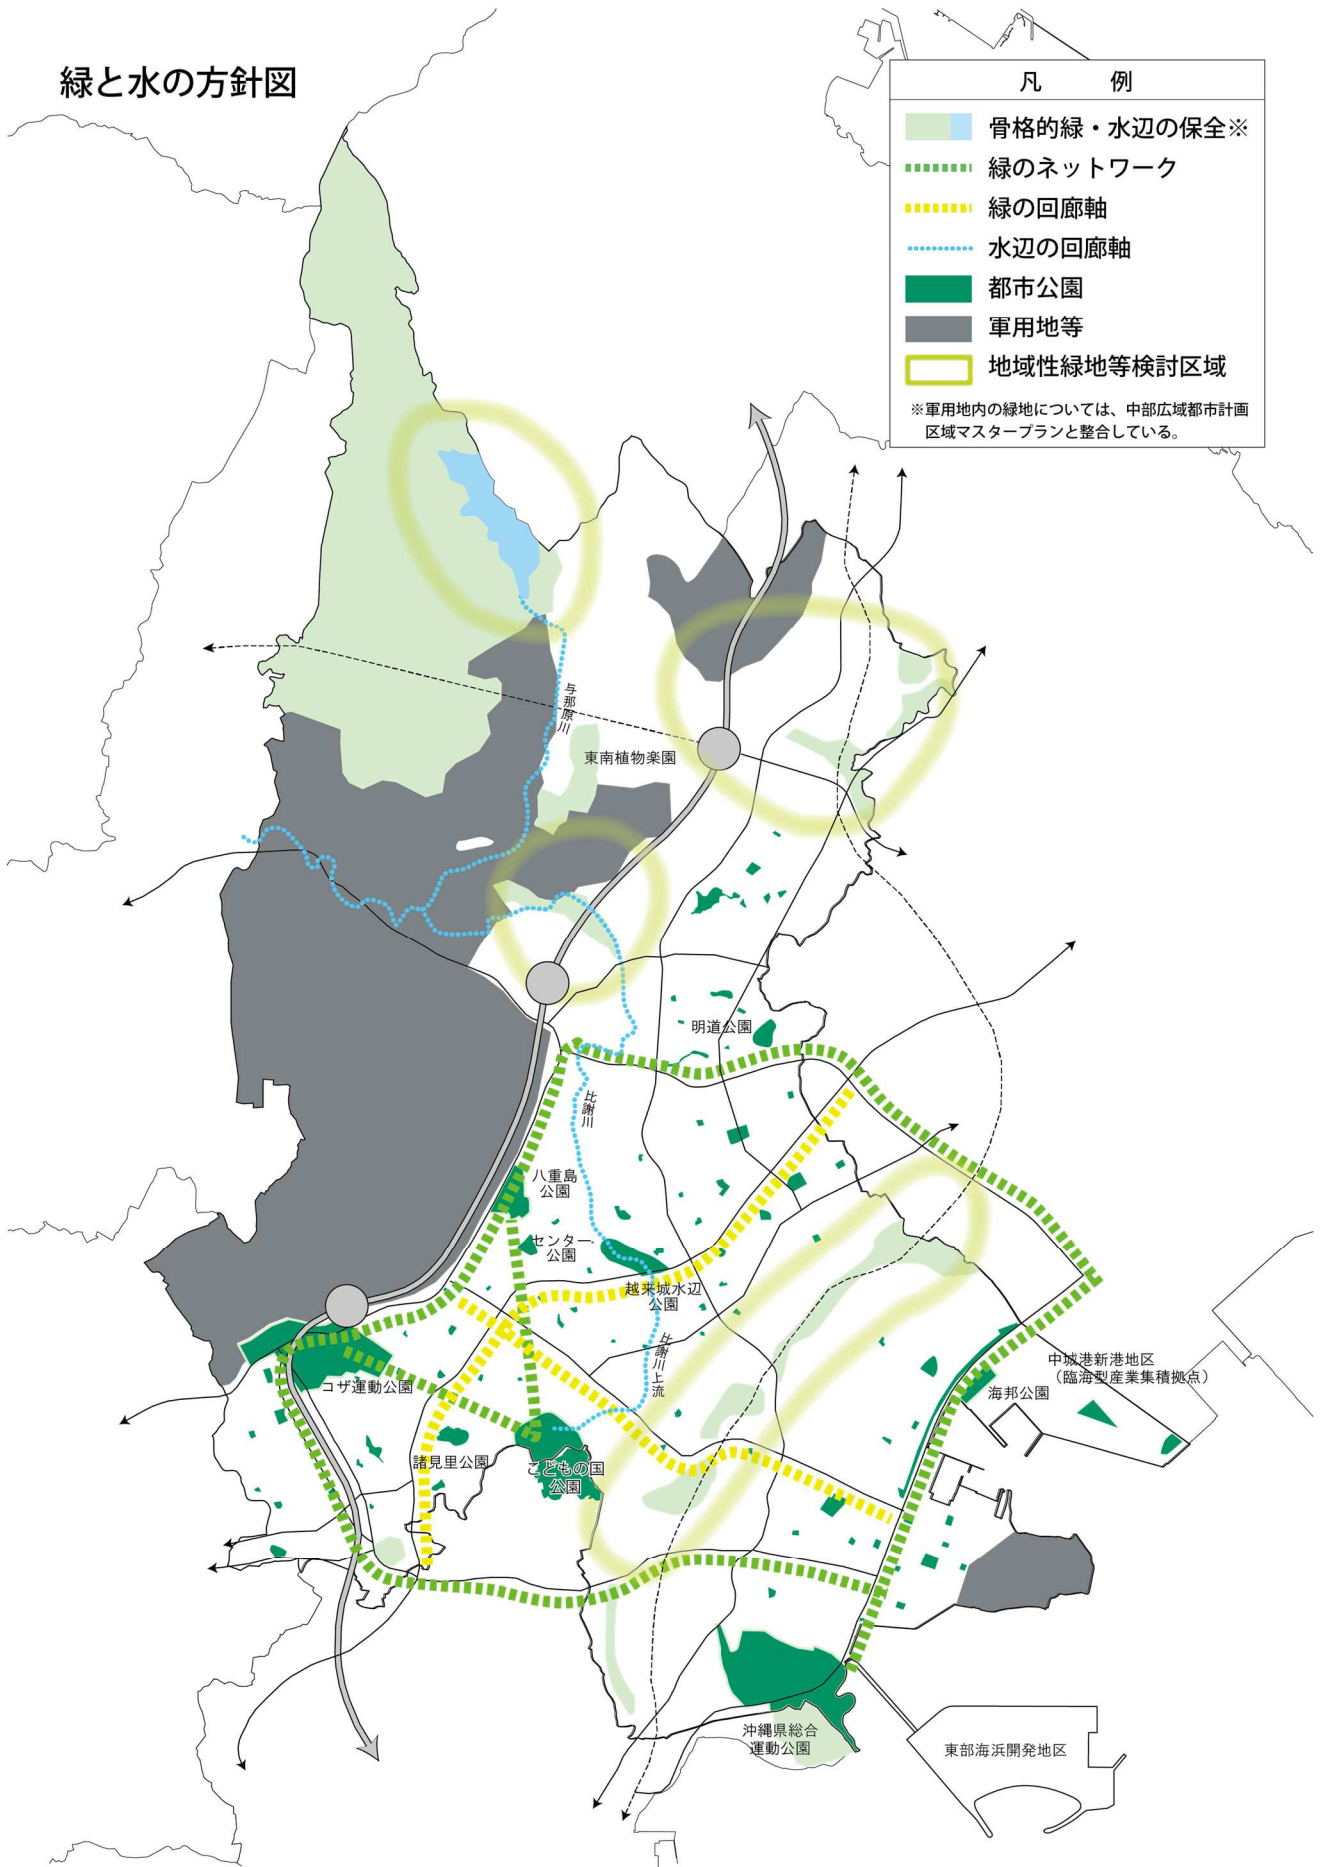 緑と水の方針図
凡　例
骨格的緑・水辺の保全※
緑のネットワーク
緑の回廊軸
水辺の回廊軸
都市公園
軍用地等
地域性緑地等検討区域
※軍用地内の緑地については、中部広域都市計画
区域マスタープランと整合している。
与那原川
東南植物楽園
明道公園
比謝川
八重島
公園
センター
公園
越来城水辺
公園
比謝川上流
コザ運動公園
諸見里公園
こどもの国
公園
中城港新港地区
（臨海型産業集積拠点）
海邦公園
沖縄県総合
運動公園
東部海浜開発地区